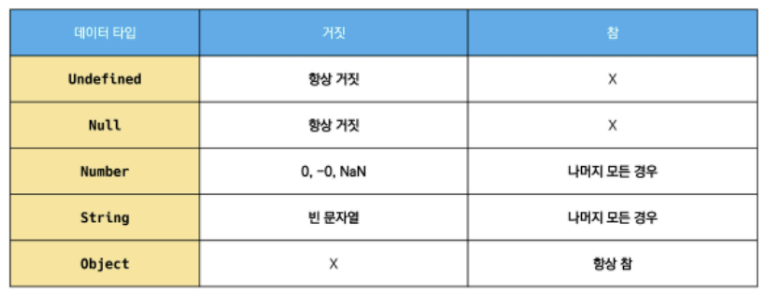 데이터 타입 거짓 참
Undefined 항상 거짓 X
Null 항상 거짓 X
Number 0, -0, NaN 나머지 모든 경우
String 빈 문자열 나머지 모든 경우
Object X 항상 참